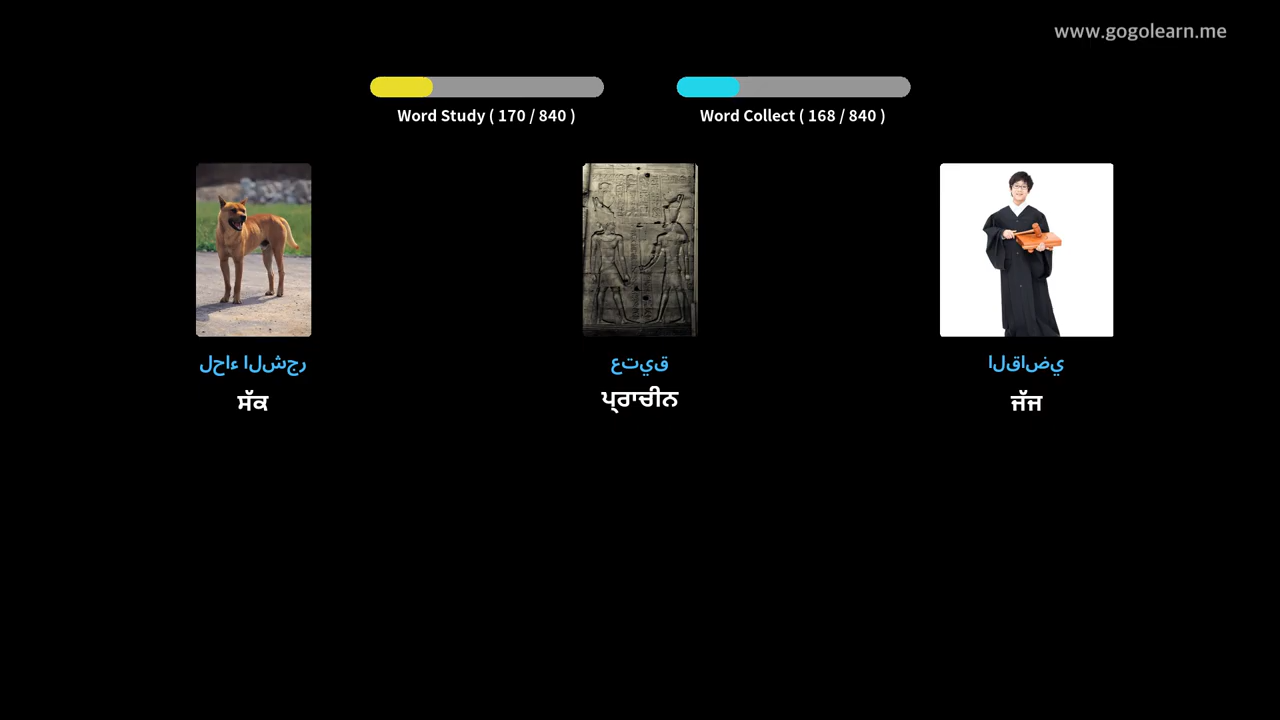 www.gogolearn.me
Word Study ( 170 / 840 )
Word Collect ( 168 / 840 )
لحاء الشجر
عتيق
القاضي
ਸੱਕ
ਪ੍ਰਾਚੀਨ
ਜੱਜ